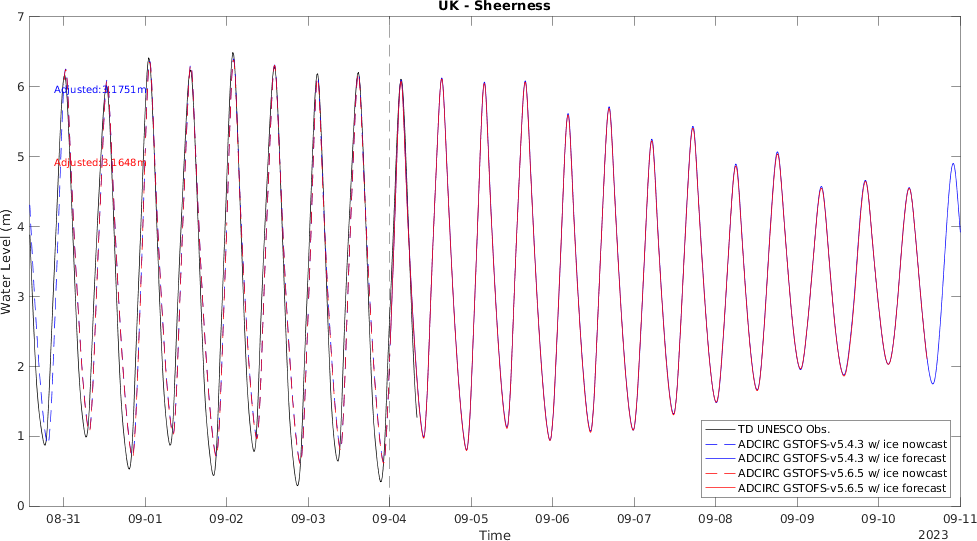 UK - Sheerness
7
6
5
4
3
2
1
0
Water Level (m)
Adjusted:3.1751m
Adjusted:3.1648m
TD UNESCO Obs.
ADCIRC GSTOFS-v5.4.3 w/ ice nowcast
ADCIRC GSTOFS-v5.4.3 w/ ice forecast
ADCIRC GSTOFS-v5.6.5 w/ ice nowcast
ADCIRC GSTOFS-v5.6.5 w/ ice forecast
08-31 09-01 09-02 09-03 09-04 09-05 09-06 09-07 09-08 09-09 09-10 09-11
Time
2023